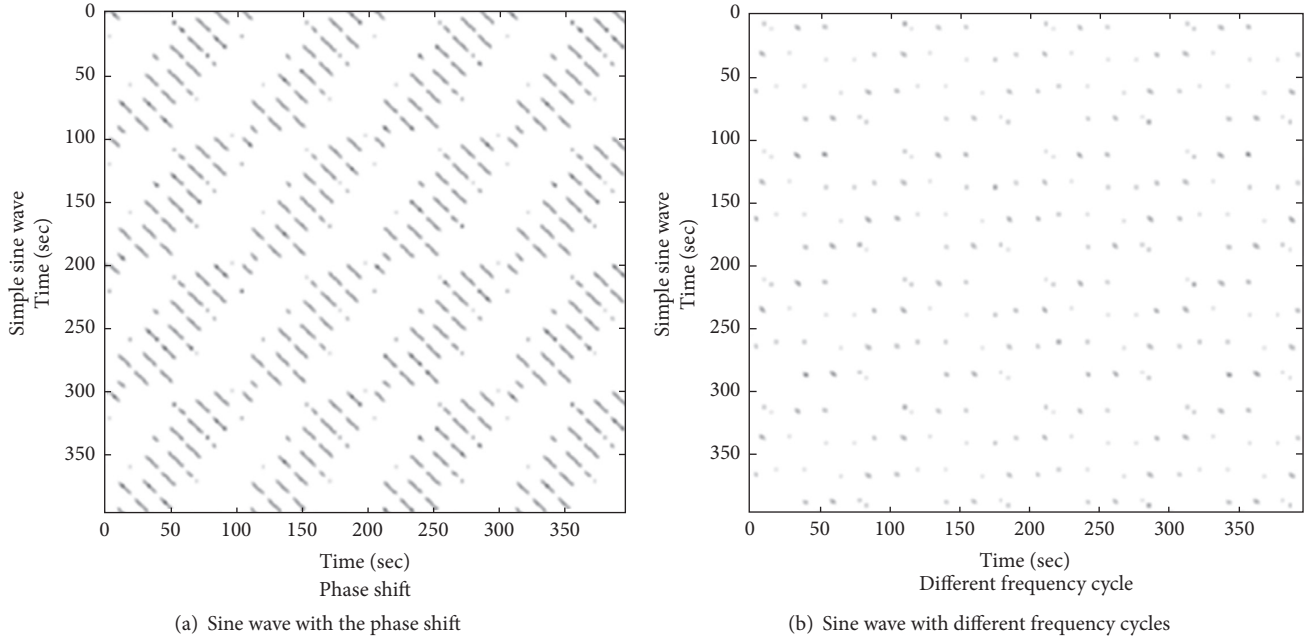 0
50
100
150
200
250
300
350
Simple sine wave
Time (sec)
0 50 100 150 200 250 300 350
Time (sec)
Phase shift
(a) Sine wave with the phase shift
0
50
100
150
200
250
300
350
Simple sine wave
Time (sec)
0 50 100 150 200 250 300 350
Time (sec)
Different frequency cycle
(b) Sine wave with different frequency cycles